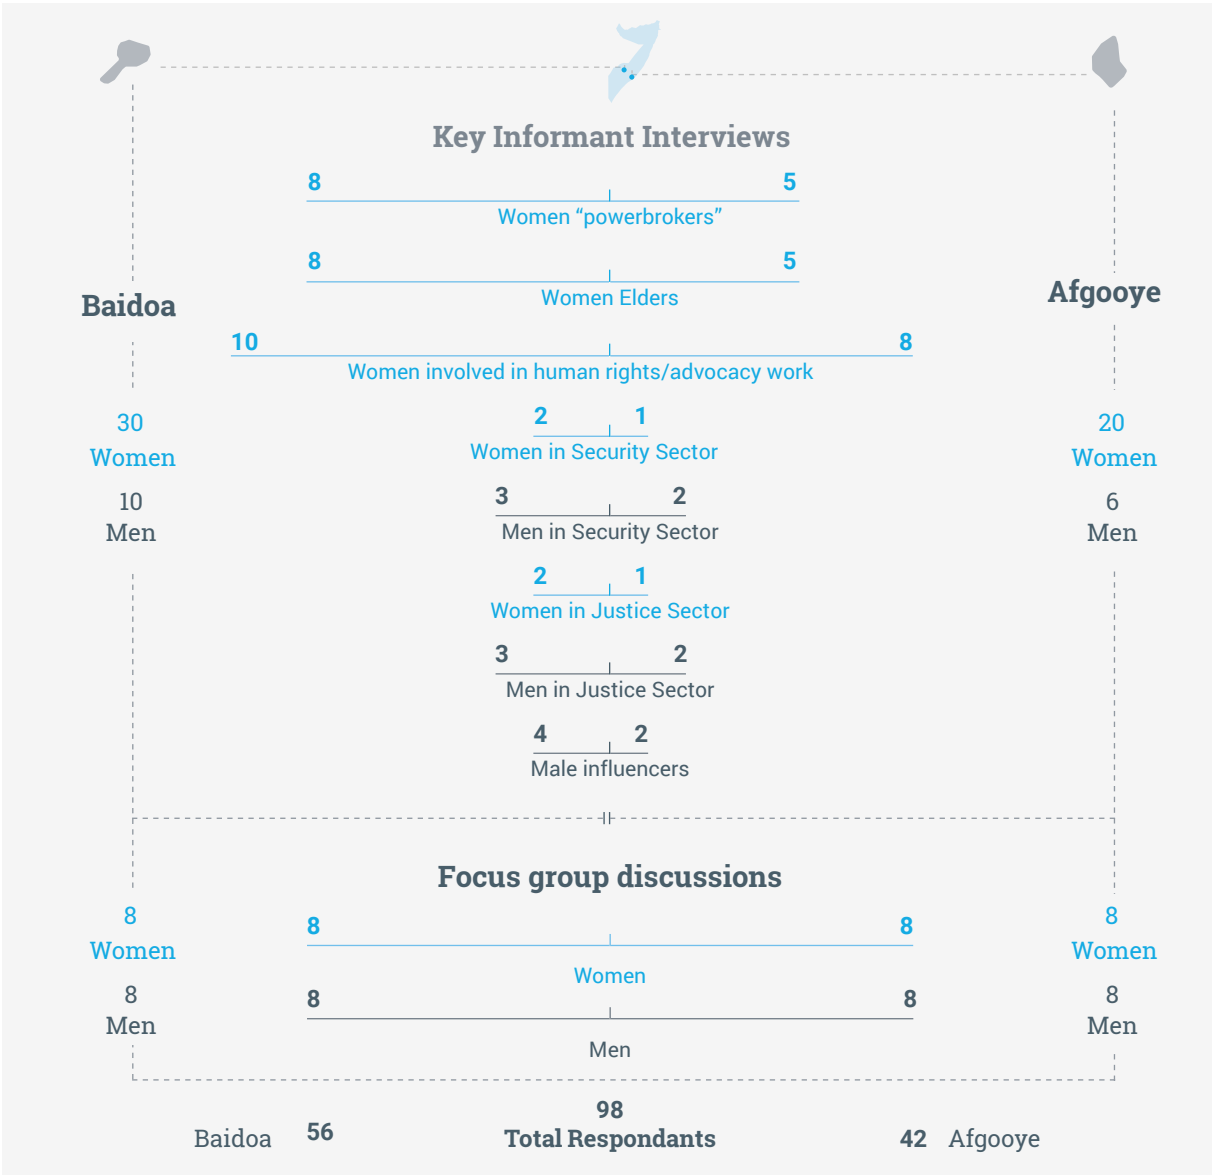 Key Informant Interviews
8 5
Women “powerbrokers”
8 5
Women Elders
Baidoa
Afgooye
10 8
Women involved in human rights/advocacy work
30
Women
10
Men
20
Women
6
Men
2 1
Women in Security Sector
3 2
Men in Security Sector
2 1
Women in Justice Sector
3 2
Men in Justice Sector
4 2
Male influencers
Focus group discussions
8
Women
8
Men
8 8
Women
8 8
Men
8
Women
8
Men
98
Baidoa 56 Total Respondants 42 Afgooye